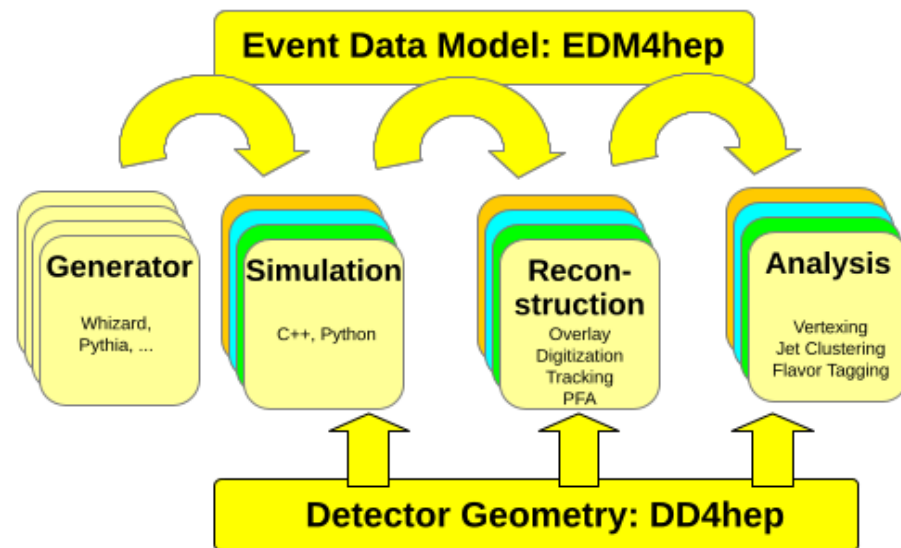 Event Data Model: EDM4hep
Generator
Whizard,
Pythia, ...
Simulation
C++, Python
Recon-
struction
Overlay
Digitization
Tracking
PFA
Analysis
Vertexing
Jet Clustering
Flavor Tagging
Detector Geometry: DD4hep